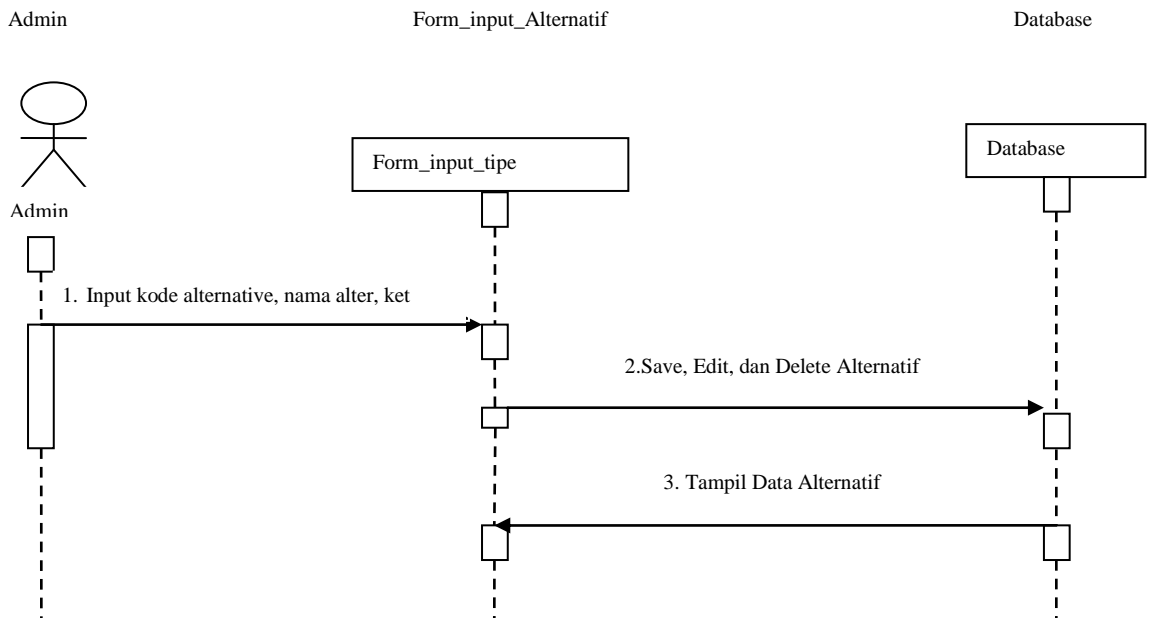 Admin
Form_input_Alternatif
Database
Form_input_tipe
Database
Admin
1. Input kode alternative, nama alter, ket
2.Save, Edit, dan Delete Alternatif
3. Tampil Data Alternatif